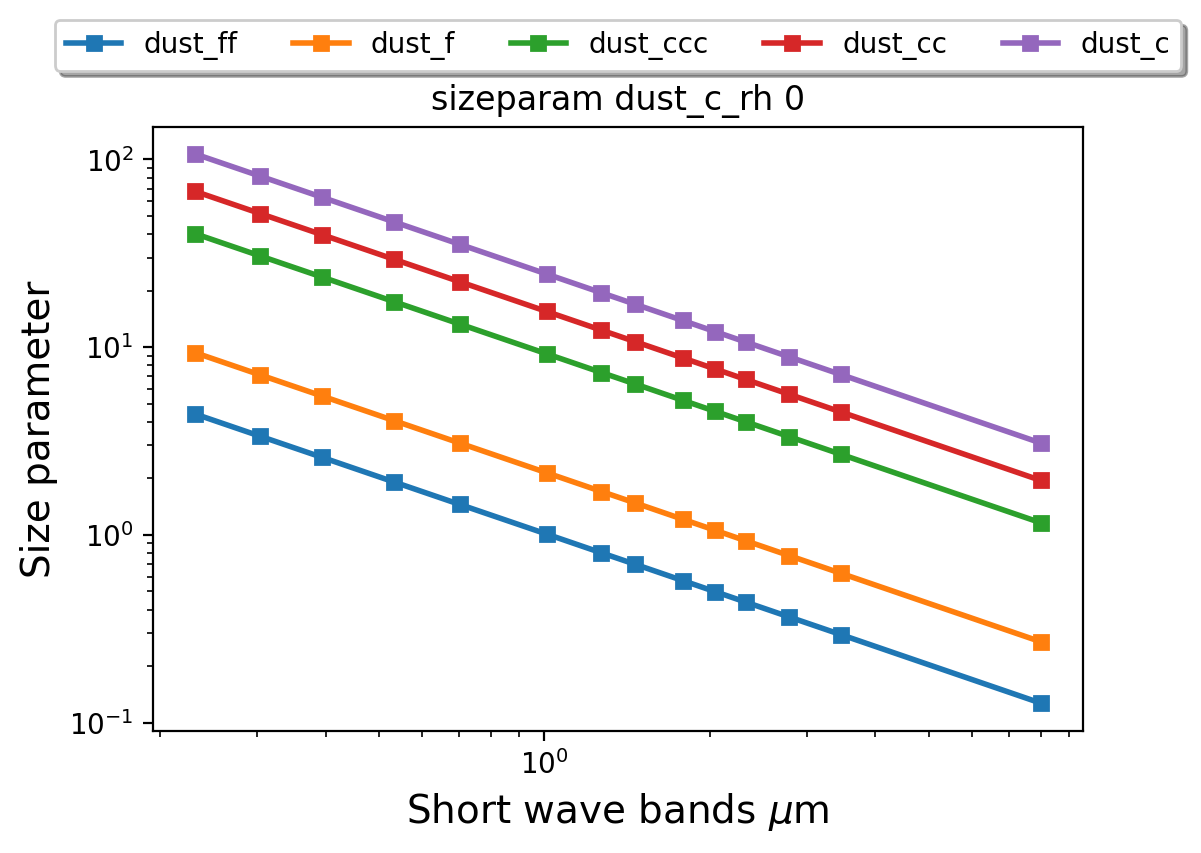 dust_ff dust_f dust_ccc dust_cc dust_c
sizeparam dust_c_rh 0
10²
10¹
10⁰
10⁻¹
Size parameter
10⁰
Short wave bands μm